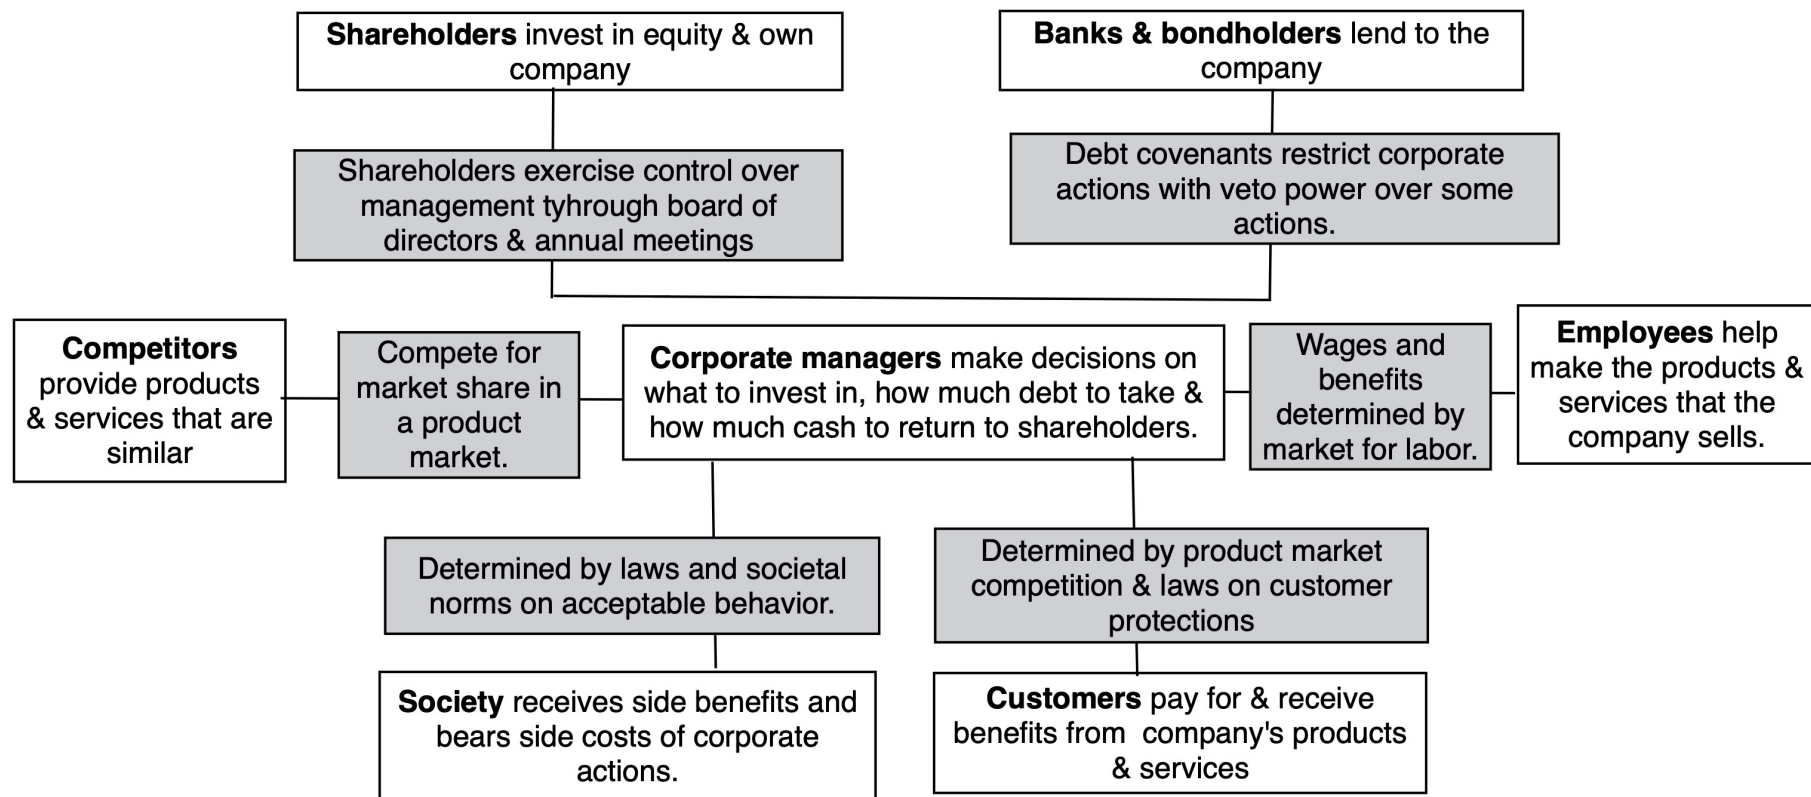 Shareholders invest in equity & own
company
Banks & bondholders lend to the
company
Shareholders exercise control over
management tyhrough board of
directors & annual meetings
Debt covenants restrict corporate
actions with veto power over some
actions.
Competitors
provide products
& services that are
similar
Compete for
market share in
a product
market.
Corporate managers make decisions on
what to invest in, how much debt to take &
how much cash to return to shareholders.
Wages and
benefits
determined by
market for labor.
Employees help
make the products &
services that the
company sells.
Determined by laws and societal
norms on acceptable behavior.
Determined by product market
competition & laws on customer
protections
Society receives side benefits and
bears side costs of corporate
actions.
Customers pay for & receive
benefits from company's products
& services